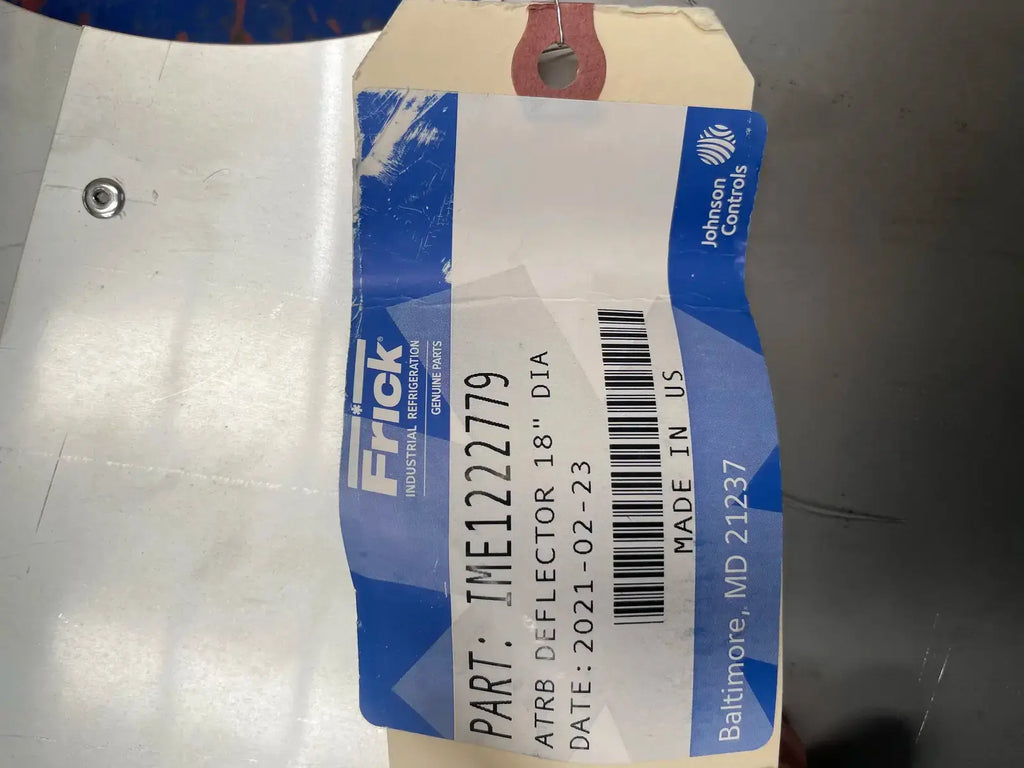 Frick®
INDUSTRIAL REFRIGERATION
GENUINE PARTS
PART: IME1222779
ATRB DEFLECTOR 18" DIA
DATE:2021-02-23
MADE IN US
Johnson
Controls
Baltimore, MD 21237